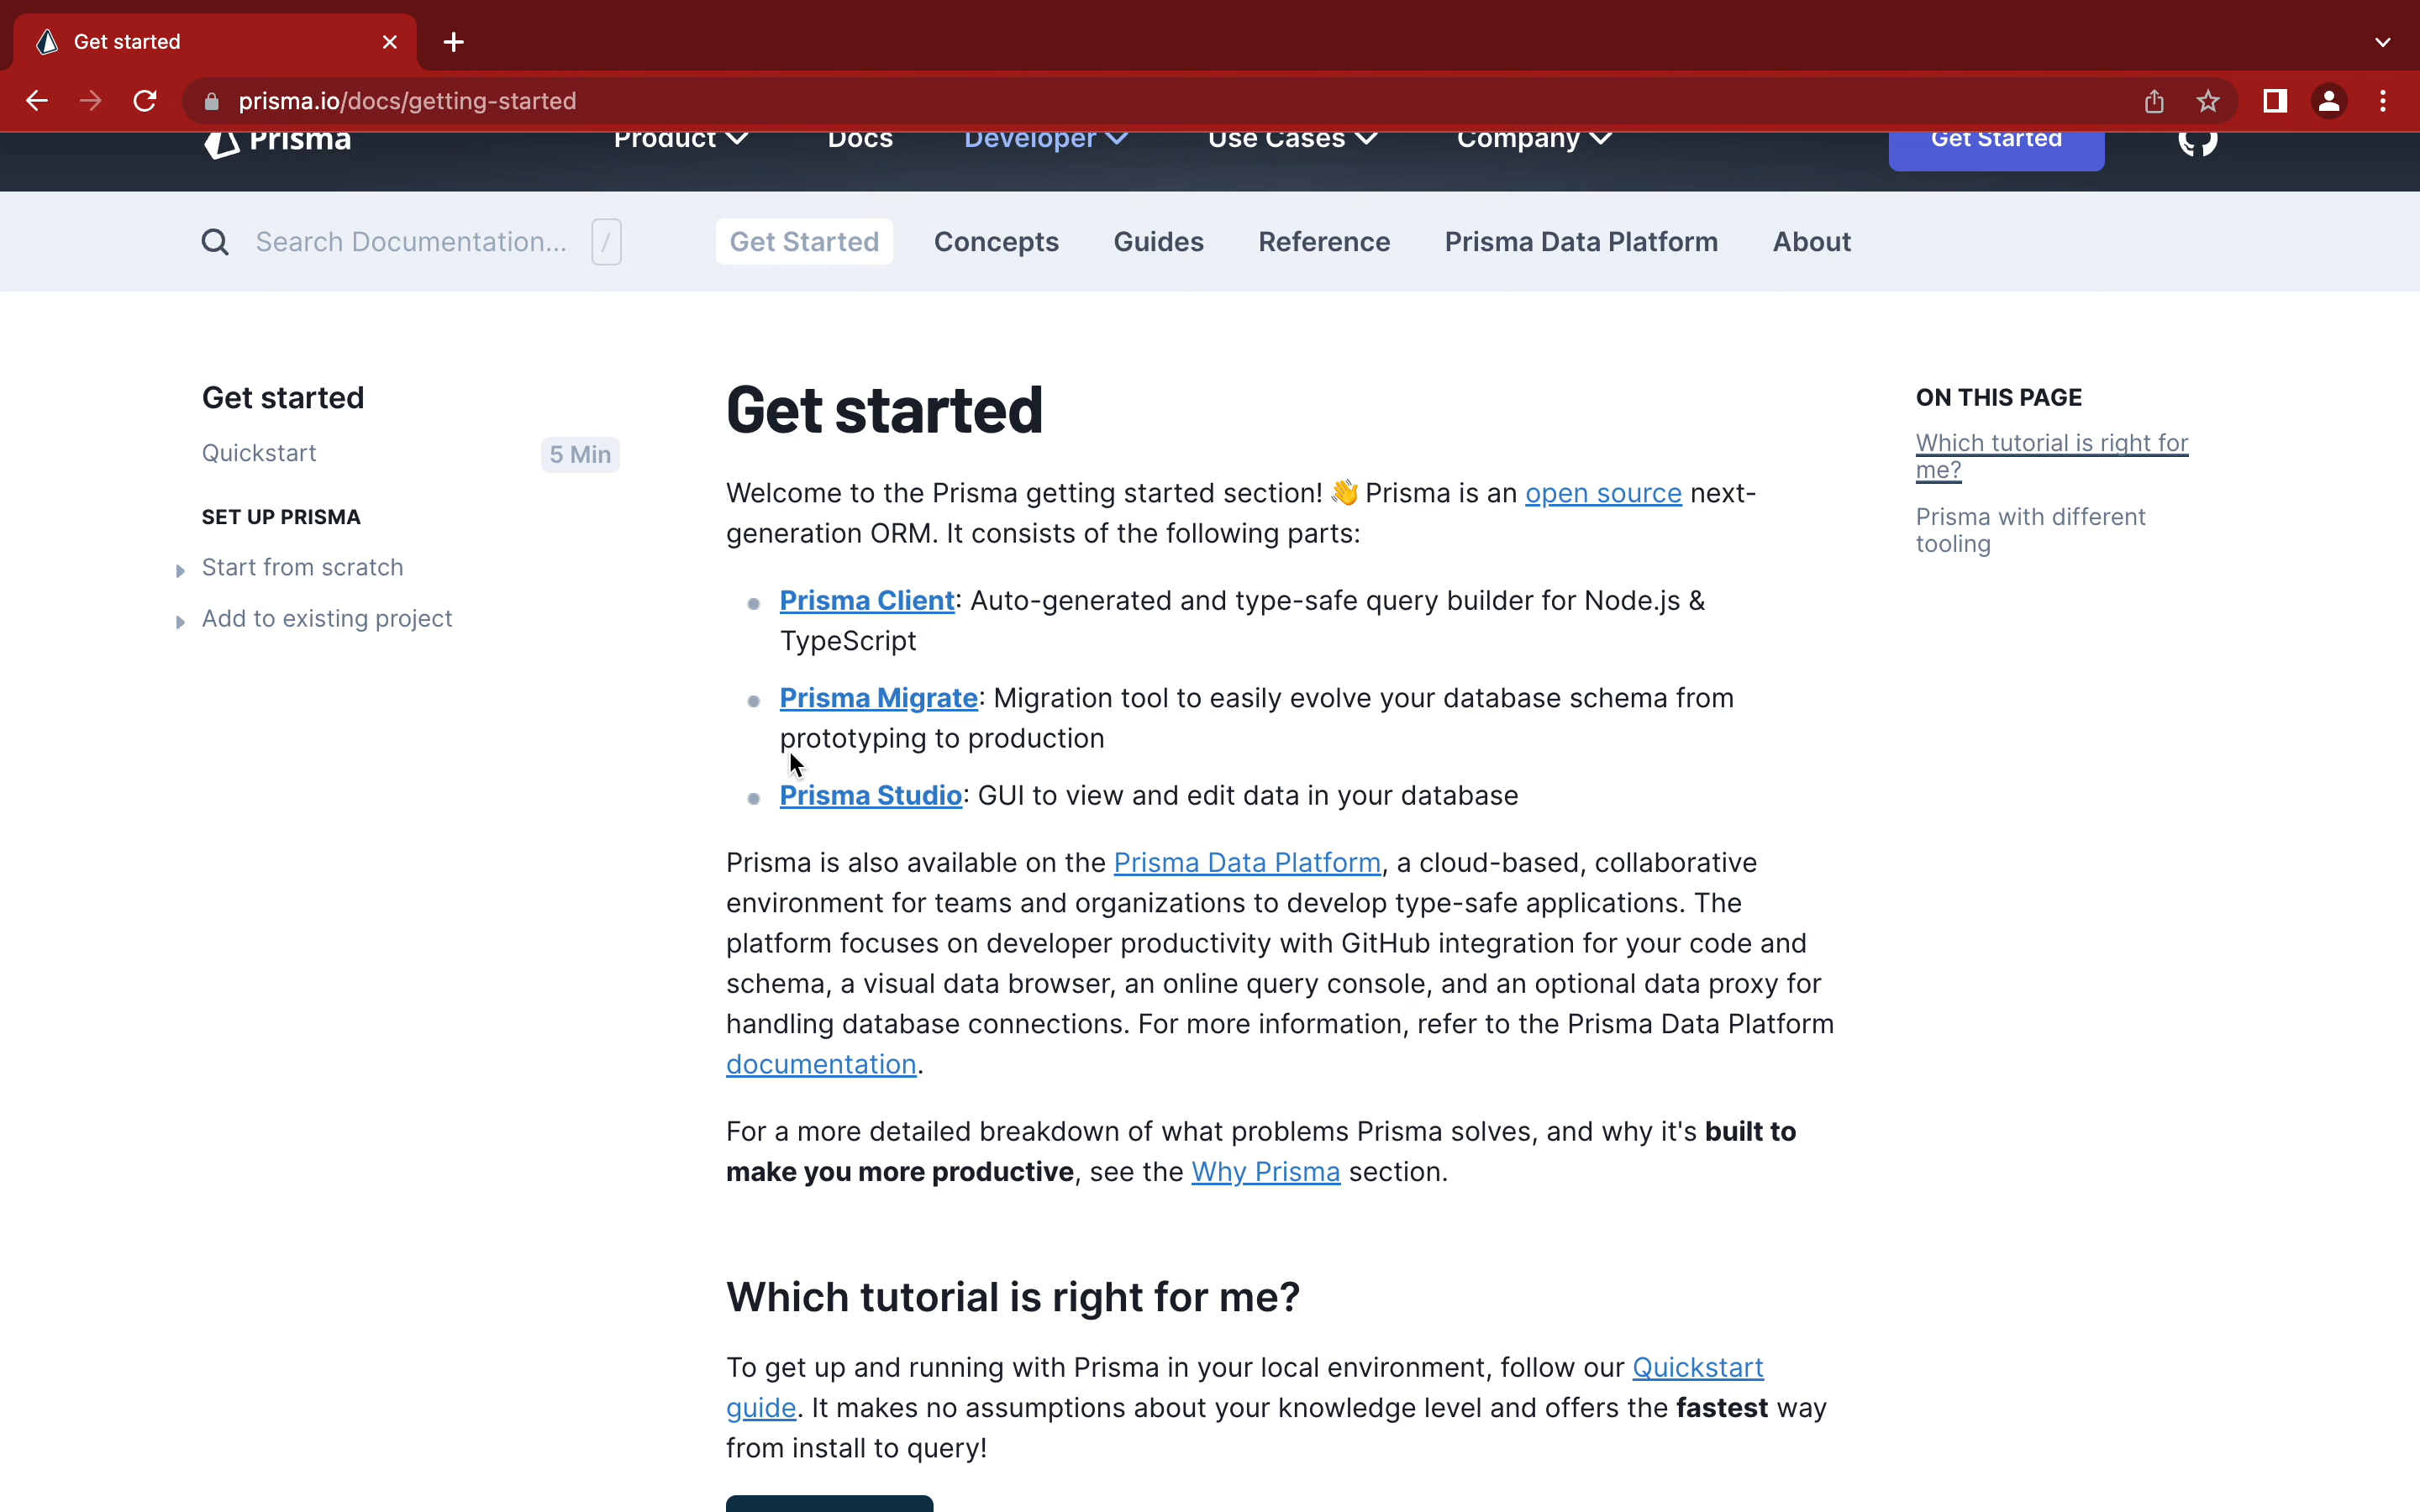 Get started
prisma.io/docs/getting-started
Prisma
Product
Docs
Developer
Use Cases
Company
Get Started
Search Documentation...
/
Get Started
Concepts
Guides
Reference
Prisma Data Platform
About
Get started
Quickstart
5 Min
SET UP PRISMA
Start from scratch
Add to existing project
Get started
Welcome to the Prisma getting started section! 👋 Prisma is an open source next-
generation ORM. It consists of the following parts:
Prisma Client: Auto-generated and type-safe query builder for Node.js &
TypeScript
Prisma Migrate: Migration tool to easily evolve your database schema from
prototyping to production
Prisma Studio: GUI to view and edit data in your database
Prisma is also available on the Prisma Data Platform, a cloud-based, collaborative
environment for teams and organizations to develop type-safe applications. The
platform focuses on developer productivity with GitHub integration for your code and
schema, a visual data browser, an online query console, and an optional data proxy for
handling database connections. For more information, refer to the Prisma Data Platform
documentation.
For a more detailed breakdown of what problems Prisma solves, and why it's built to
make you more productive, see the Why Prisma section.
Which tutorial is right for me?
To get up and running with Prisma in your local environment, follow our Quickstart
guide. It makes no assumptions about your knowledge level and offers the fastest way
from install to query!
ON THIS PAGE
Which tutorial is right for
me?
Prisma with different
tooling